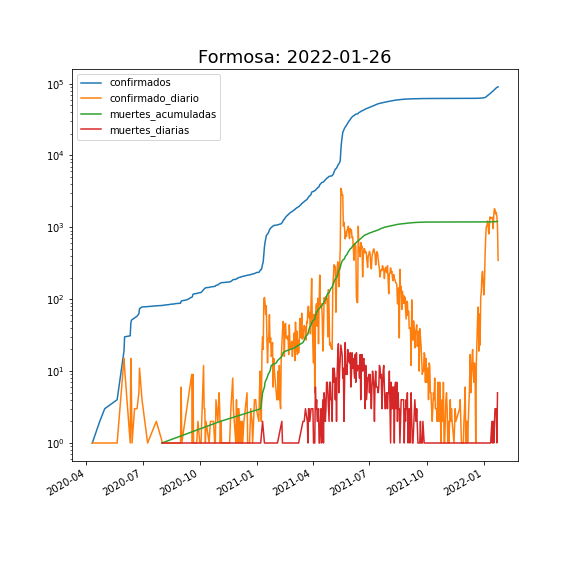 Formosa: 2022-01-26
confirmados
confirmado_diario
muertes_acumuladas
muertes_diarias
10⁵
10⁴
10³
10²
10¹
10⁰
2020-04
2020-07
2020-10
2021-01
2021-04
2021-07
2021-10
2022-01